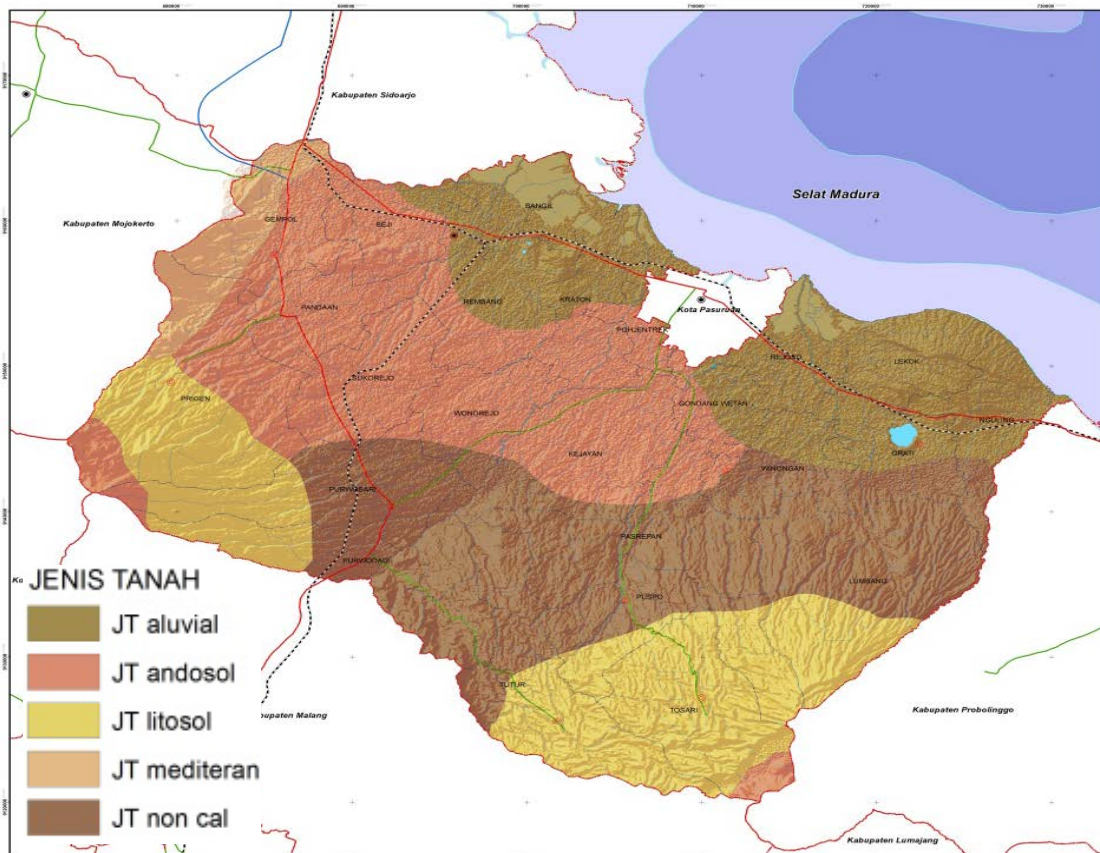 Kabupaten Sidoarjo
Selat Madura
Kabupaten Mojokerto
BANGIL
GEMPOL
BEJI
REMBANG
KRATON
PANDAAN
Kota Pasuruan
POHJENTREK
REJOSO
LEKOK
SUKOREJO
PRIGEN
WONOREJO
GONDANG WETAN
NGULING
KEJAYAN
GRATI
WINONGAN
PURWOSARI
PASREPAN
PURWODADI
LUMBANG
PUSPO
JENIS TANAH
JT aluvial
JT andosol
JT litosol
JT mediteran
JT non cal
TUTUR
TOSARI
bupaten Malang
Kabupaten Probolinggo
Kabupaten Lumajang